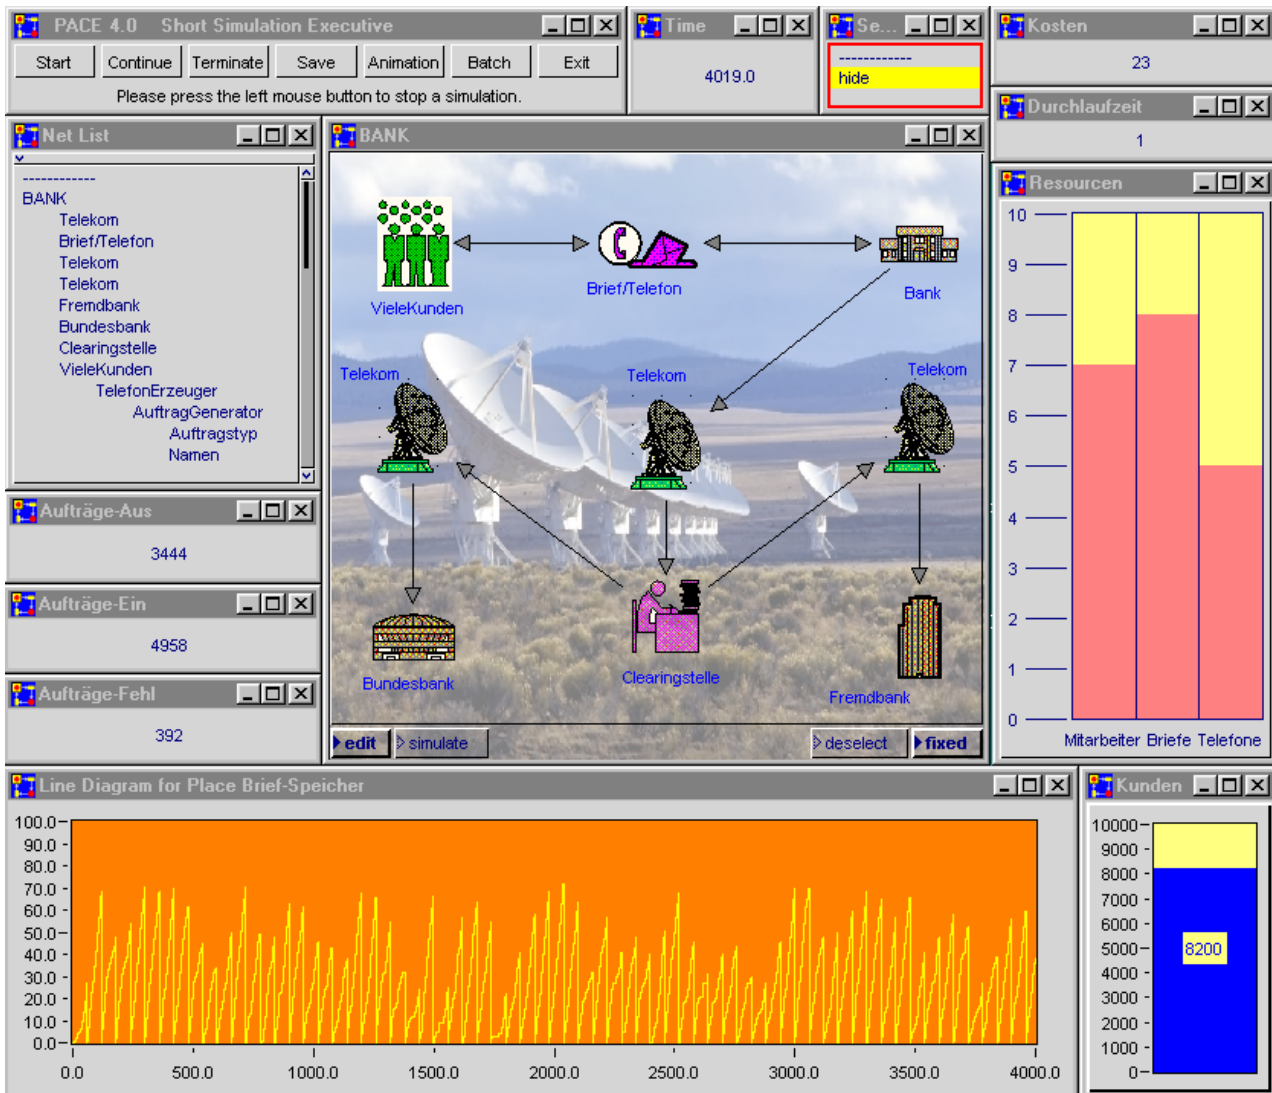 PACE 4.0 Short Simulation Executive
Start Continue Terminate Save Animation Batch Exit
Please press the left mouse button to stop a simulation.
Time
4019.0
Se...
------------
hide
Kosten
23
Durchlaufzeit
1
Net List
------------
BANK
Telekom
Brief/Telefon
Telekom
Telekom
Fremdbank
Bundesbank
Clearingstelle
VieleKunden
TelefonErzeuger
AuftragGenerator
Auftragstyp
Namen
Aufträge-Aus
3444
Aufträge-Ein
4958
Aufträge-Fehl
392
BANK
VieleKunden
Brief/Telefon
Bank
Telekom
Telekom
Telekom
Bundesbank
Clearingstelle
Fremdbank
edit simulate deselect fixed
Resourcen
10
9
8
7
6
5
4
3
2
1
0
Mitarbeiter Briefe Telefone
Line Diagram for Place Brief-Speicher
100.0
90.0
80.0
70.0
60.0
50.0
40.0
30.0
20.0
10.0
0.0
0.0 500.0 1000.0 1500.0 2000.0 2500.0 3000.0 3500.0 4000.0
Kunden
10000
9000
8000
7000
6000
5000
4000
3000
2000
1000
0
8200